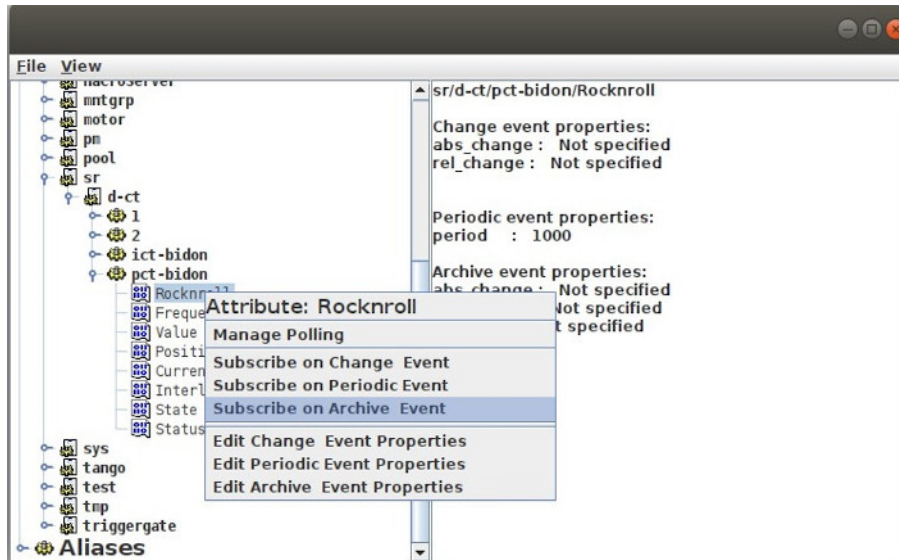 File View
macroserver
mntgrp
motor
pm
pool
sr
d-ct
1
2
ict-bidon
pct-bidon
Rocknroll
Freque
Value
Positi
Curren
Interl
State
Status
sys
tango
test
tmp
triggergate
Aliases
Attribute: Rocknroll
Manage Polling
Subscribe on Change Event
Subscribe on Periodic Event
Subscribe on Archive Event
Edit Change Event Properties
Edit Periodic Event Properties
Edit Archive Event Properties
sr/d-ct/pct-bidon/Rocknroll
Change event properties:
abs_change : Not specified
rel_change : Not specified
Periodic event properties:
period : 1000
Archive event properties:
abs_change : Not specified
Not specified
t specified